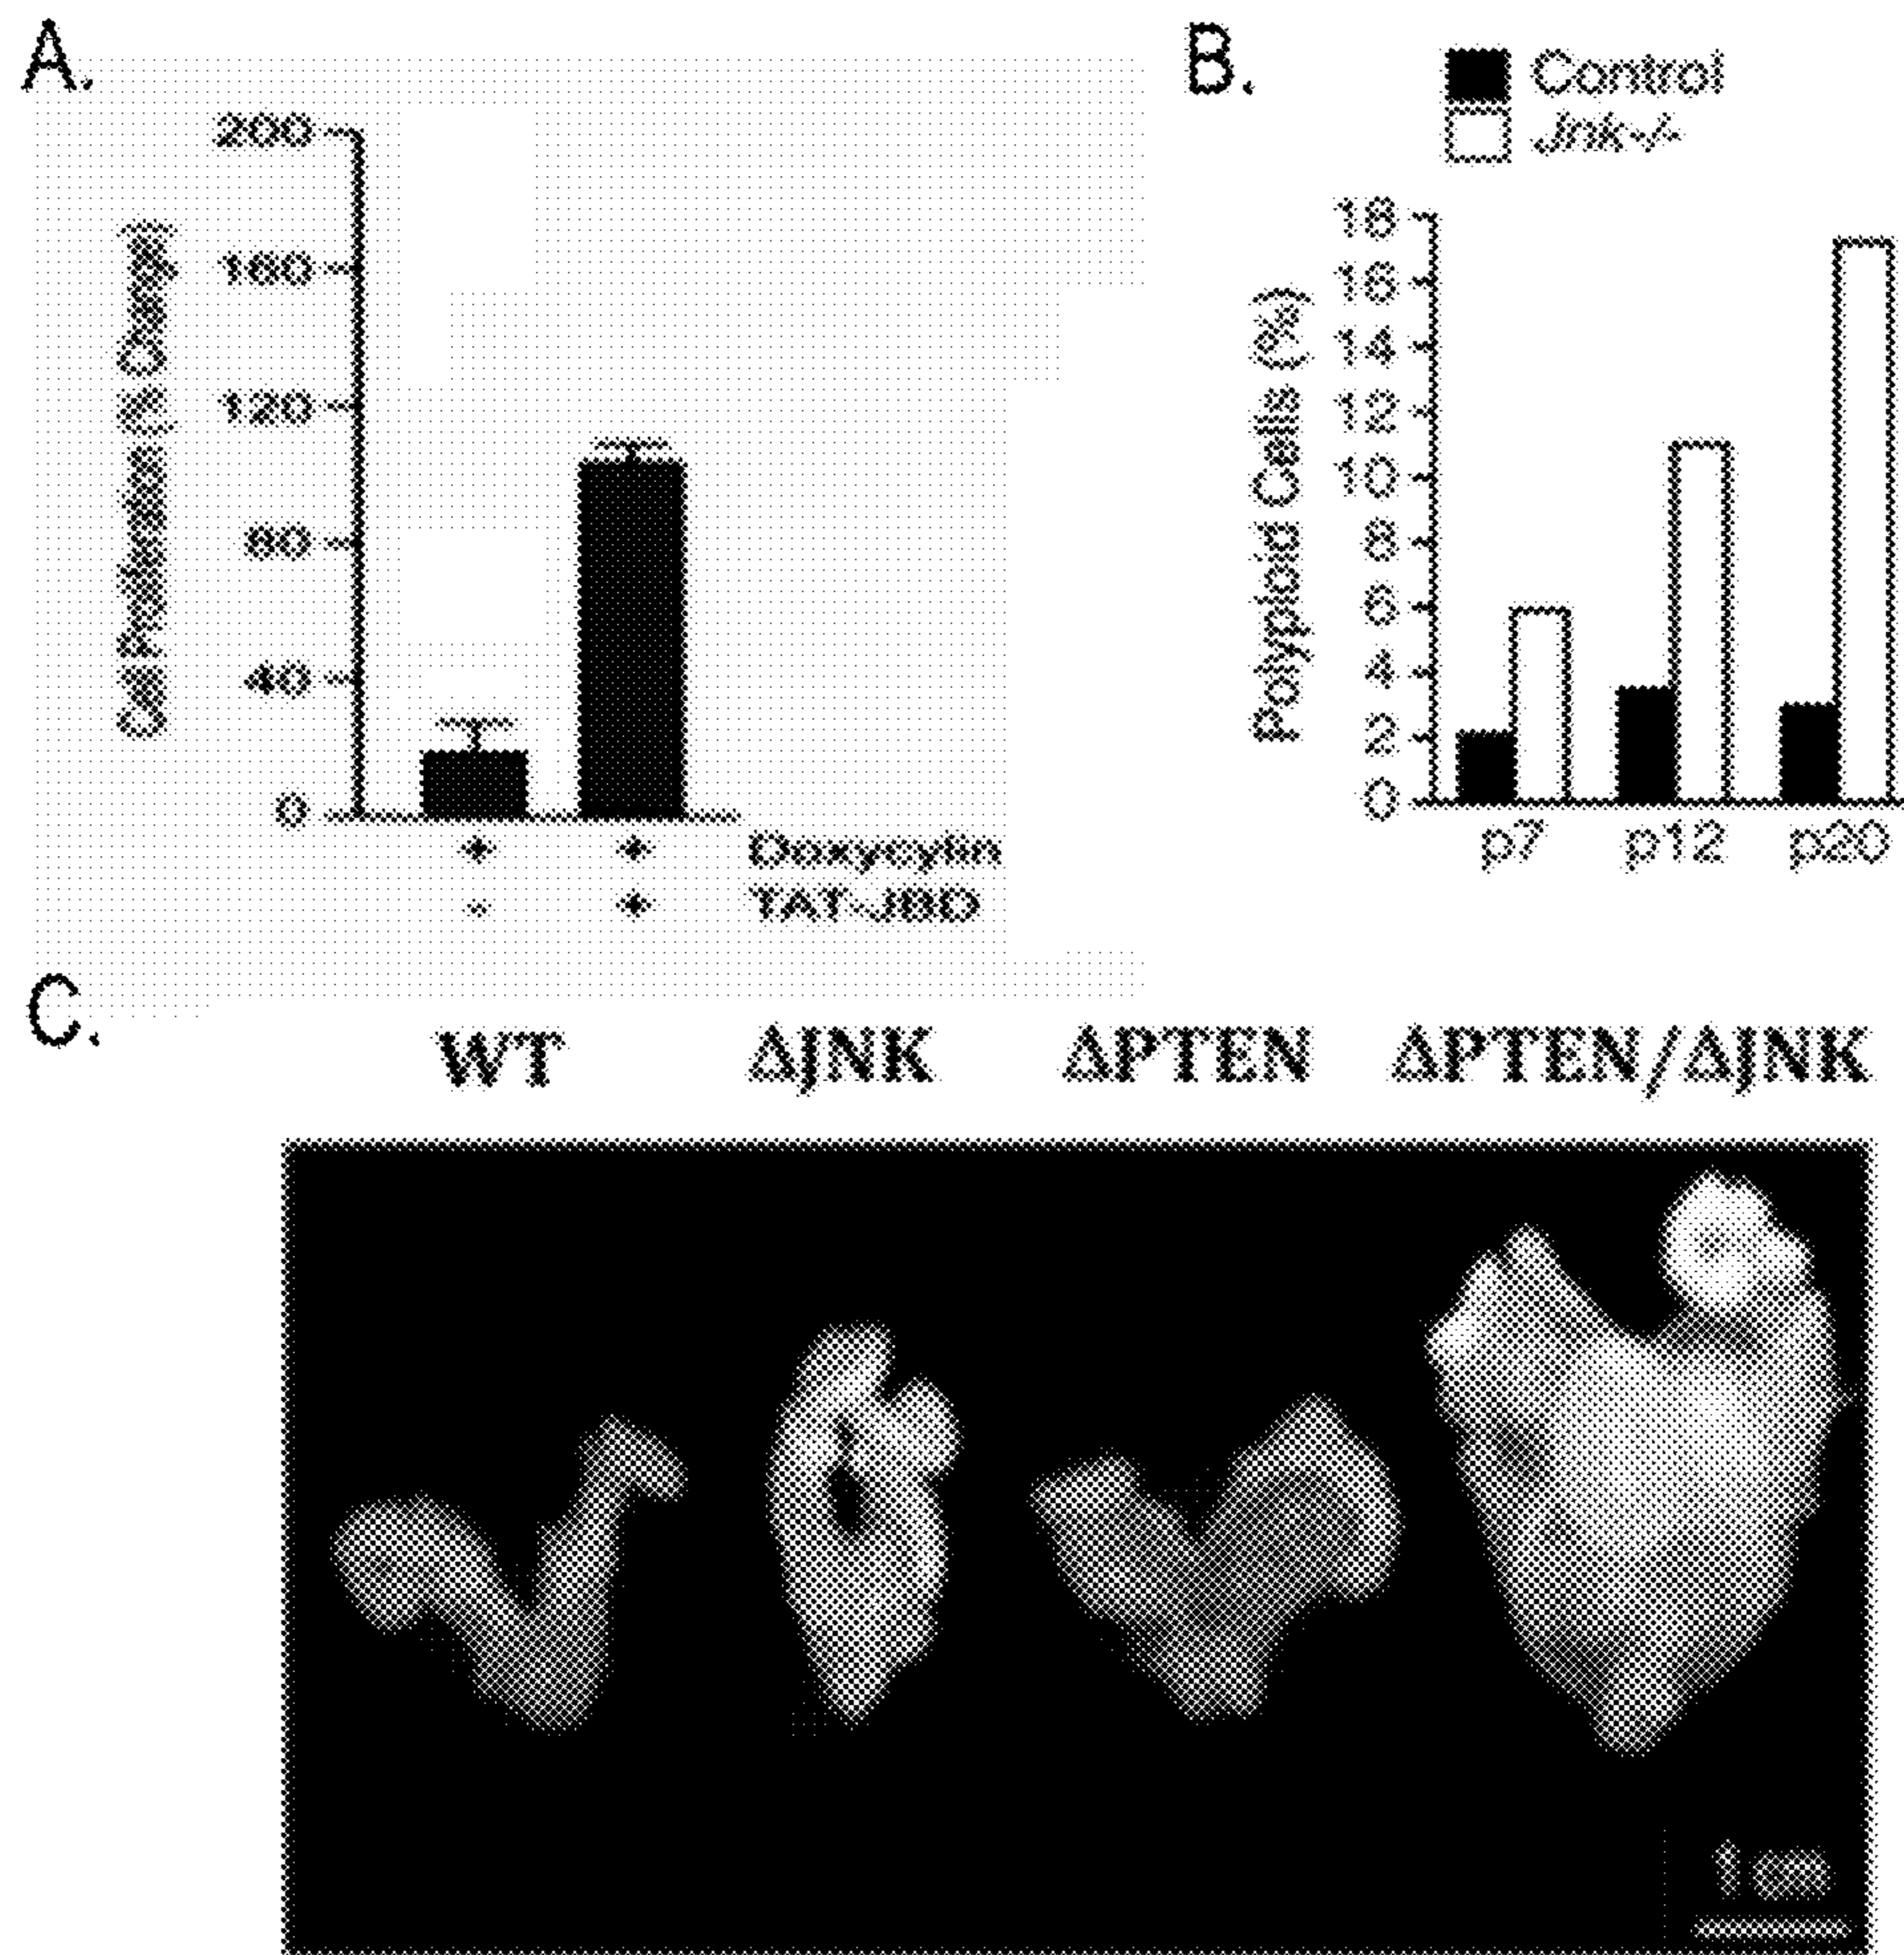 A.
200
160
120
80
40
0
+ +
Doxycylin
- +
TAT-JBD
B.
Control
Jnk-/-
Polyploid Cells (%)
18
16
14
12
10
8
6
4
2
0
p7 p12 p20
C.
WT ΔJNK ΔPTEN ΔPTEN/ΔJNK